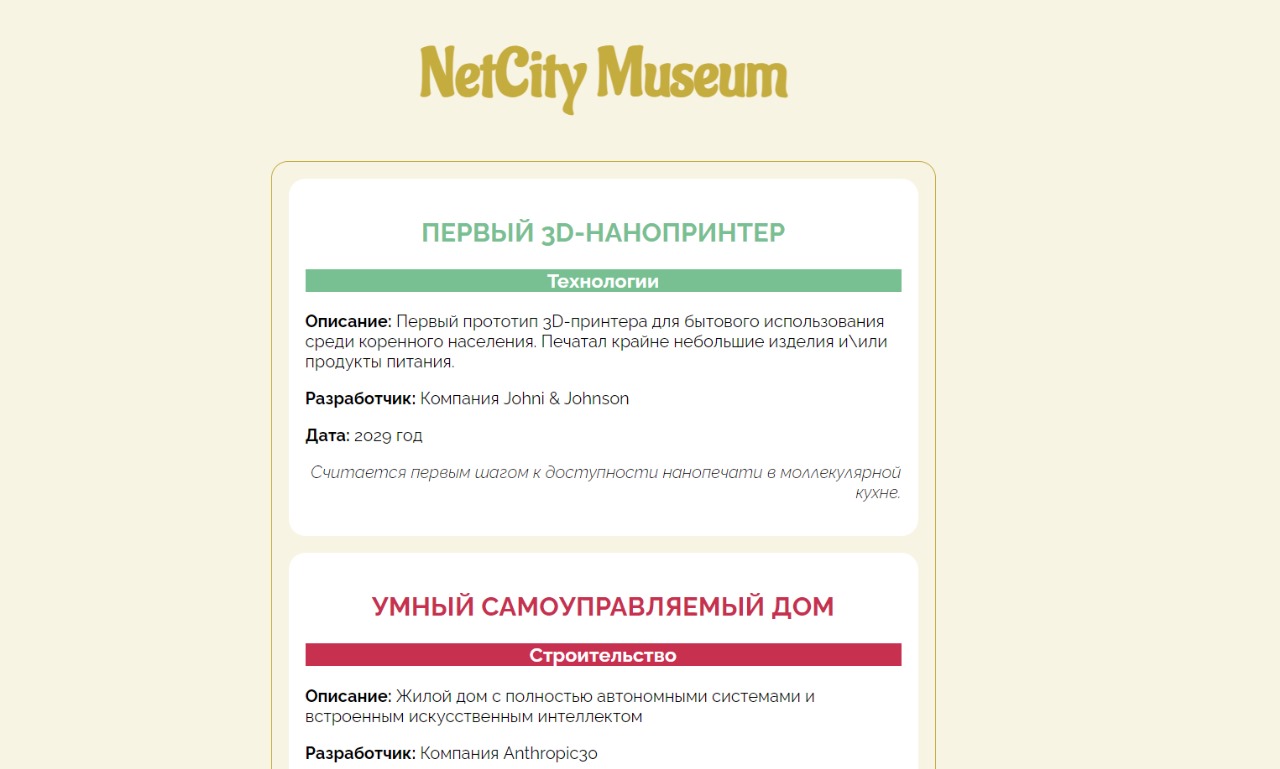 NetCity Museum
ПЕРВЫЙ 3D-НАНОПРИНТЕР
Технологии
Описание: Первый прототип 3D-принтера для бытового использования
среди коренного населения. Печатал крайне небольшие изделия и\или
продукты питания.
Разработчик: Компания Johni & Johnson
Дата: 2029 год
Считается первым шагом к доступности нанопечати в моллекулярной
кухне.
УМНЫЙ САМОУПРАВЛЯЕМЫЙ ДОМ
Строительство
Описание: Жилой дом с полностью автономными системами и
встроенным искусственным интеллектом
Разработчик: Компания Anthropic30